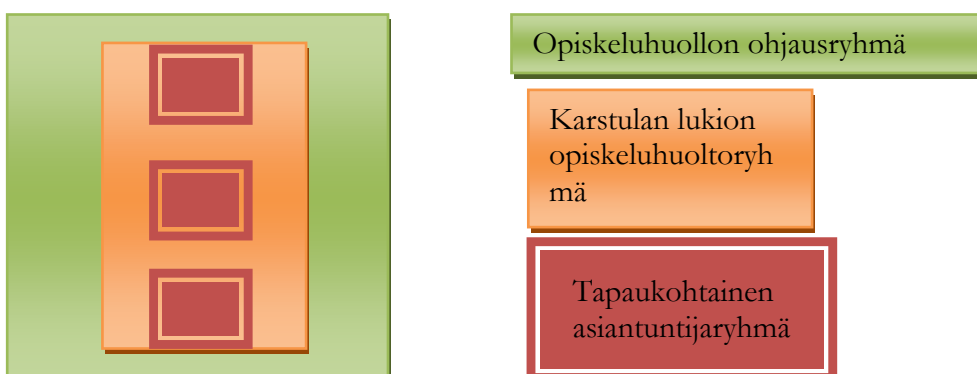 Opiskeluhuollon ohjausryhmä
Karstulan lukion
opiskeluhuoltoryh
mä
Tapaukohtainen
asiantuntijaryhmä